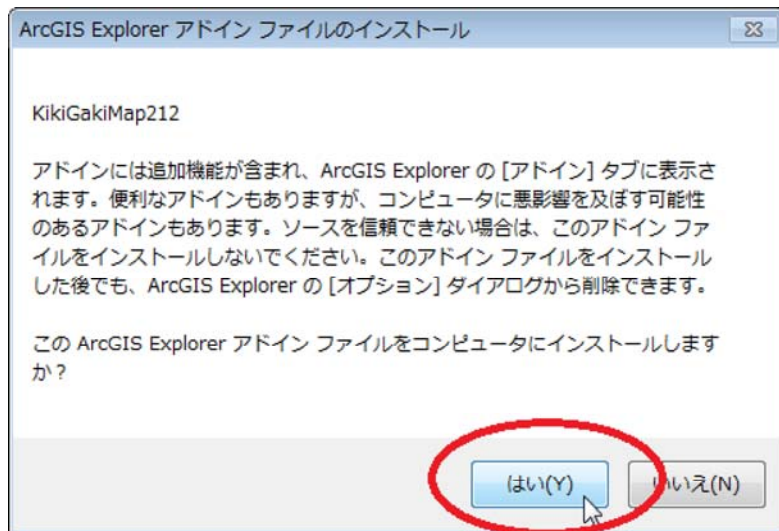 ArcGIS Explorer アドイン ファイルのインストール
KikiGakiMap212
アドインには追加機能が含まれ、ArcGIS Explorer の [アドイン] タブに表示さ
れます。便利なアドインもありますが、コンピュータに悪影響を及ぼす可能性
のあるアドインもあります。ソースを信頼できない場合は、このアドイン ファ
イルをインストールしないでください。このアドイン ファイルをインストール
した後でも、ArcGIS Explorer の [オプション] ダイアログから削除できます。
この ArcGIS Explorer アドイン ファイルをコンピュータにインストールします
か？
はい(Y)
いいえ(N)